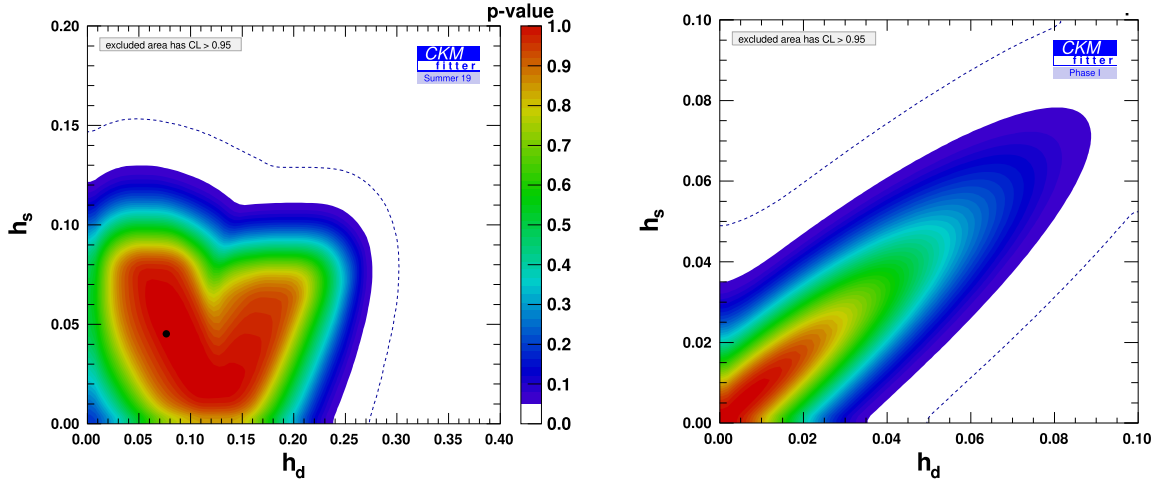 p-value
excluded area has CL > 0.95
CKM
fitter
Summer 19
0.20
0.15
0.10
0.05
0.00
h_s
0.00 0.05 0.10 0.15 0.20 0.25 0.30 0.35 0.40
h_d
1.0
0.9
0.8
0.7
0.6
0.5
0.4
0.3
0.2
0.1
0.0
excluded area has CL > 0.95
CKM
fitter
Phase I
0.10
0.08
0.06
0.04
0.02
0.00
h_s
0.00 0.02 0.04 0.06 0.08 0.10
h_d